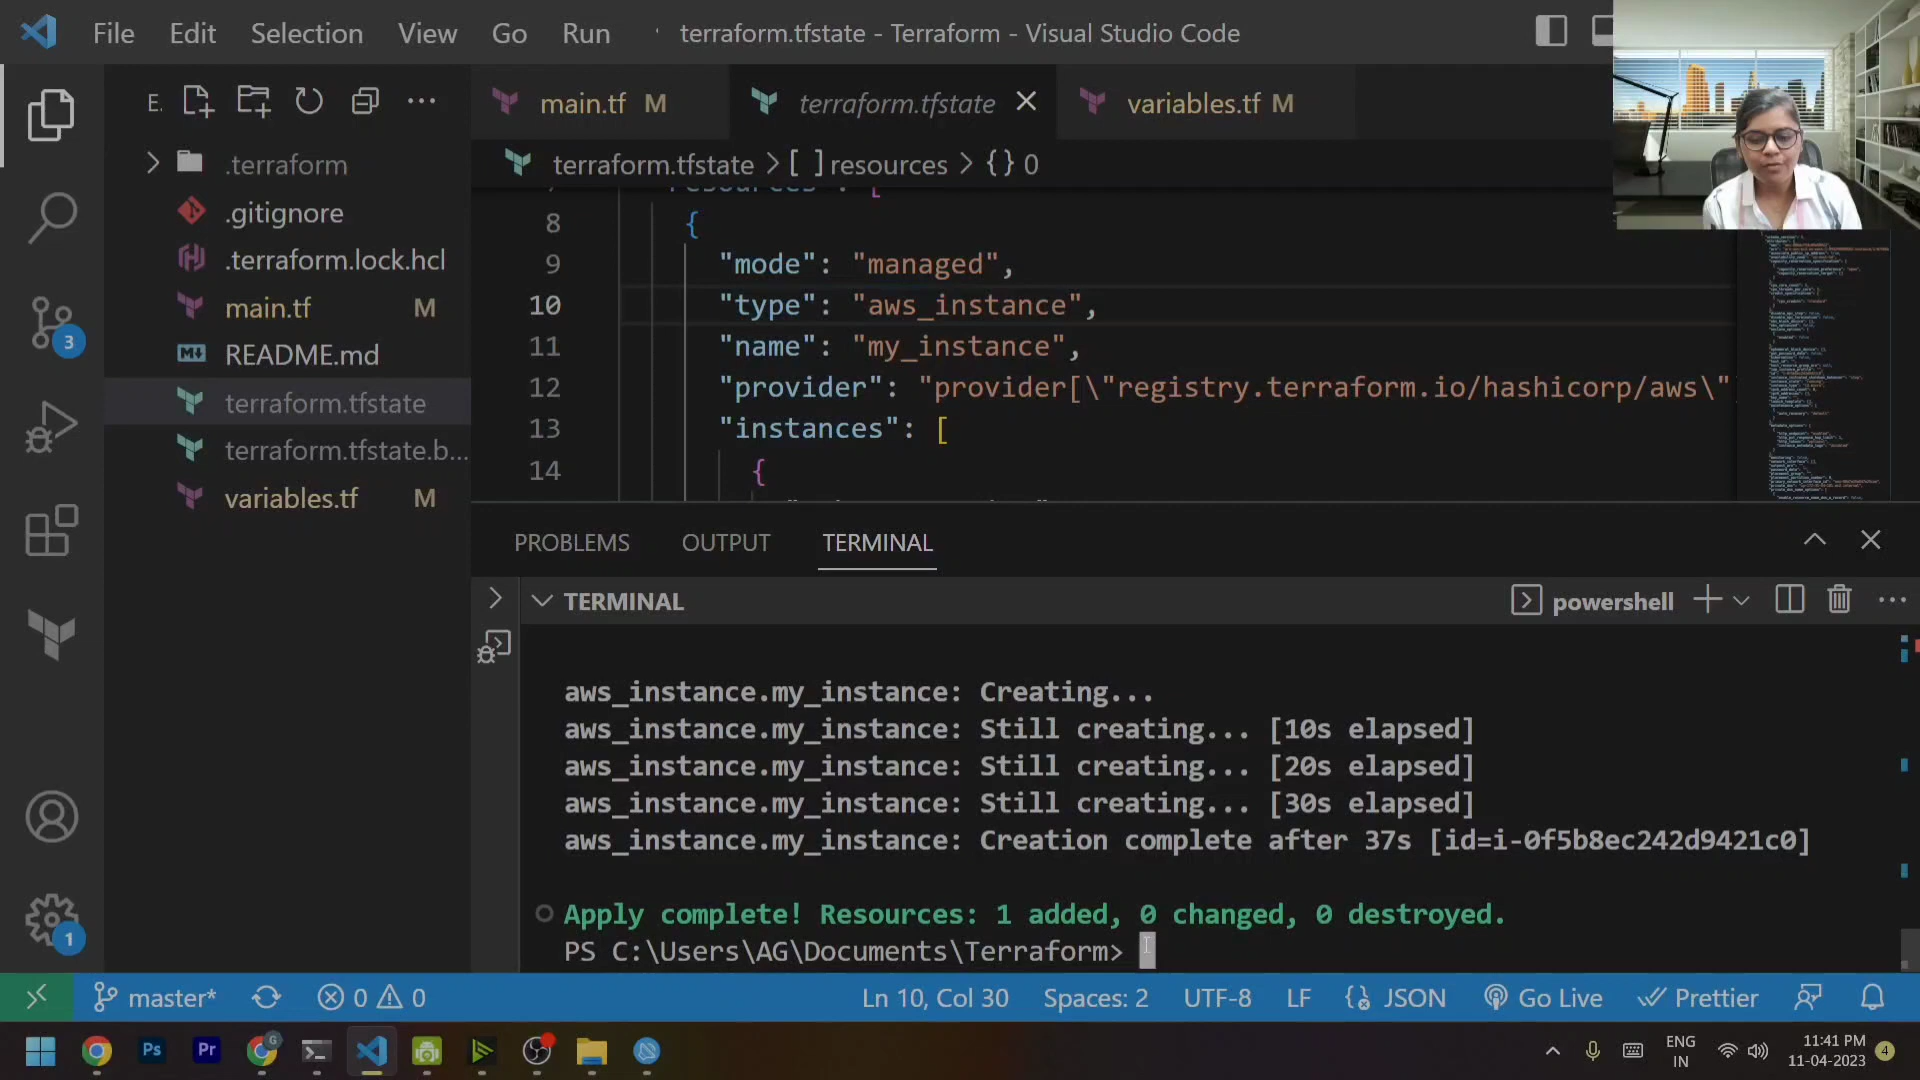 File Edit Selection View Go Run terraform.tfstate - Terraform - Visual Studio Code
E.
main.tf M
terraform.tfstate
variables.tf M
terraform.tfstate > [ ] resources > {} 0
.terraform
.gitignore
.terraform.lock.hcl
main.tf M
README.md
terraform.tfstate
terraform.tfstate.b...
variables.tf M
8 {
9 "mode": "managed",
10 "type": "aws_instance",
11 "name": "my_instance",
12 "provider": "provider[\"registry.terraform.io/hashicorp/aws\"
13 "instances": [
14 {
3
1
PROBLEMS OUTPUT TERMINAL
TERMINAL
powershell
aws_instance.my_instance: Creating...
aws_instance.my_instance: Still creating... [10s elapsed]
aws_instance.my_instance: Still creating... [20s elapsed]
aws_instance.my_instance: Still creating... [30s elapsed]
aws_instance.my_instance: Creation complete after 37s [id=i-0f5b8ec242d9421c0]
Apply complete! Resources: 1 added, 0 changed, 0 destroyed.
PS C:\Users\AG\Documents\Terraform>
master* 0 0 Ln 10, Col 30 Spaces: 2 UTF-8 LF JSON Go Live Prettier
Ps Pr G
ENG
IN
11:41 PM
11-04-2023
4